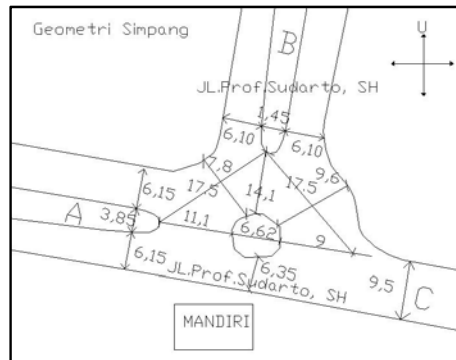 Geometri Simpang
U
B
JL.Prof.Sudarto, SH
1,45
6,10
6,10
7,8
9,6
17,5
17,5
6,15
14,1
A
3,85
11,1
6,62
9
6,15
6,35
JL.Prof.Sudarto, SH
9,5
C
MANDIRI